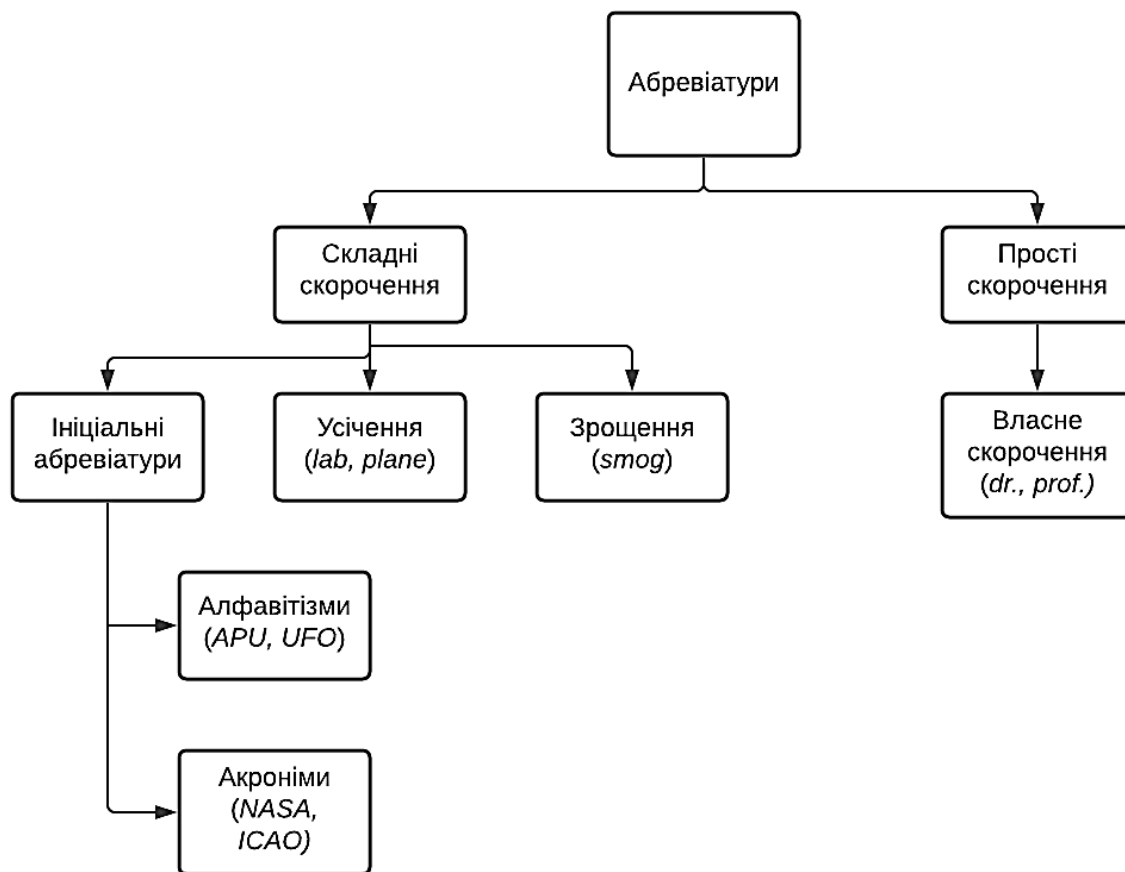 Абревіатури
Складні
скорочення
Прості
скорочення
Ініціальні
абревіатури
Усічення
(lab, plane)
Зрощення
(smog)
Власне
скорочення
(dr., prof.)
Алфавітізми
(APU, UFO)
Акроніми
(NASA,
ICAO)